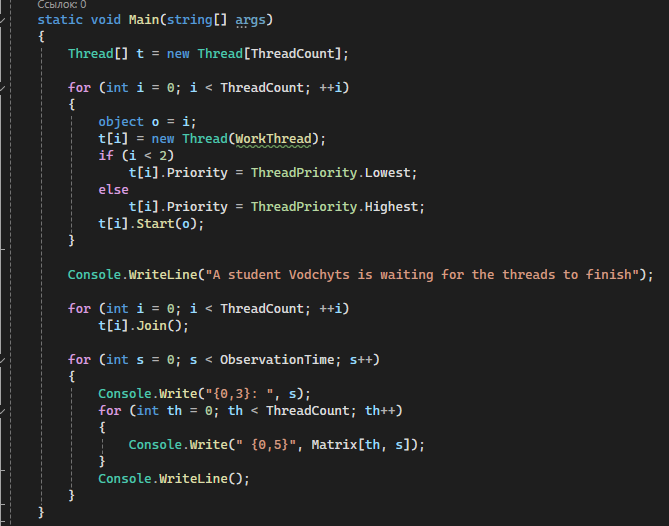 Ссылок: 0
static void Main(string[] args)
{
Thread[] t = new Thread[ThreadCount];
for (int i = 0; i < ThreadCount; ++i)
{
object o = i;
t[i] = new Thread(WorkThread);
if (i < 2)
t[i].Priority = ThreadPriority.Lowest;
else
t[i].Priority = ThreadPriority.Highest;
t[i].Start(o);
}
Console.WriteLine("A student Vodchyts is waiting for the threads to finish");
for (int i = 0; i < ThreadCount; ++i)
t[i].Join();
for (int s = 0; s < ObservationTime; s++)
{
Console.Write("{0,3}: ", s);
for (int th = 0; th < ThreadCount; th++)
{
Console.Write(" {0,5}", Matrix[th, s]);
}
Console.WriteLine();
}
}